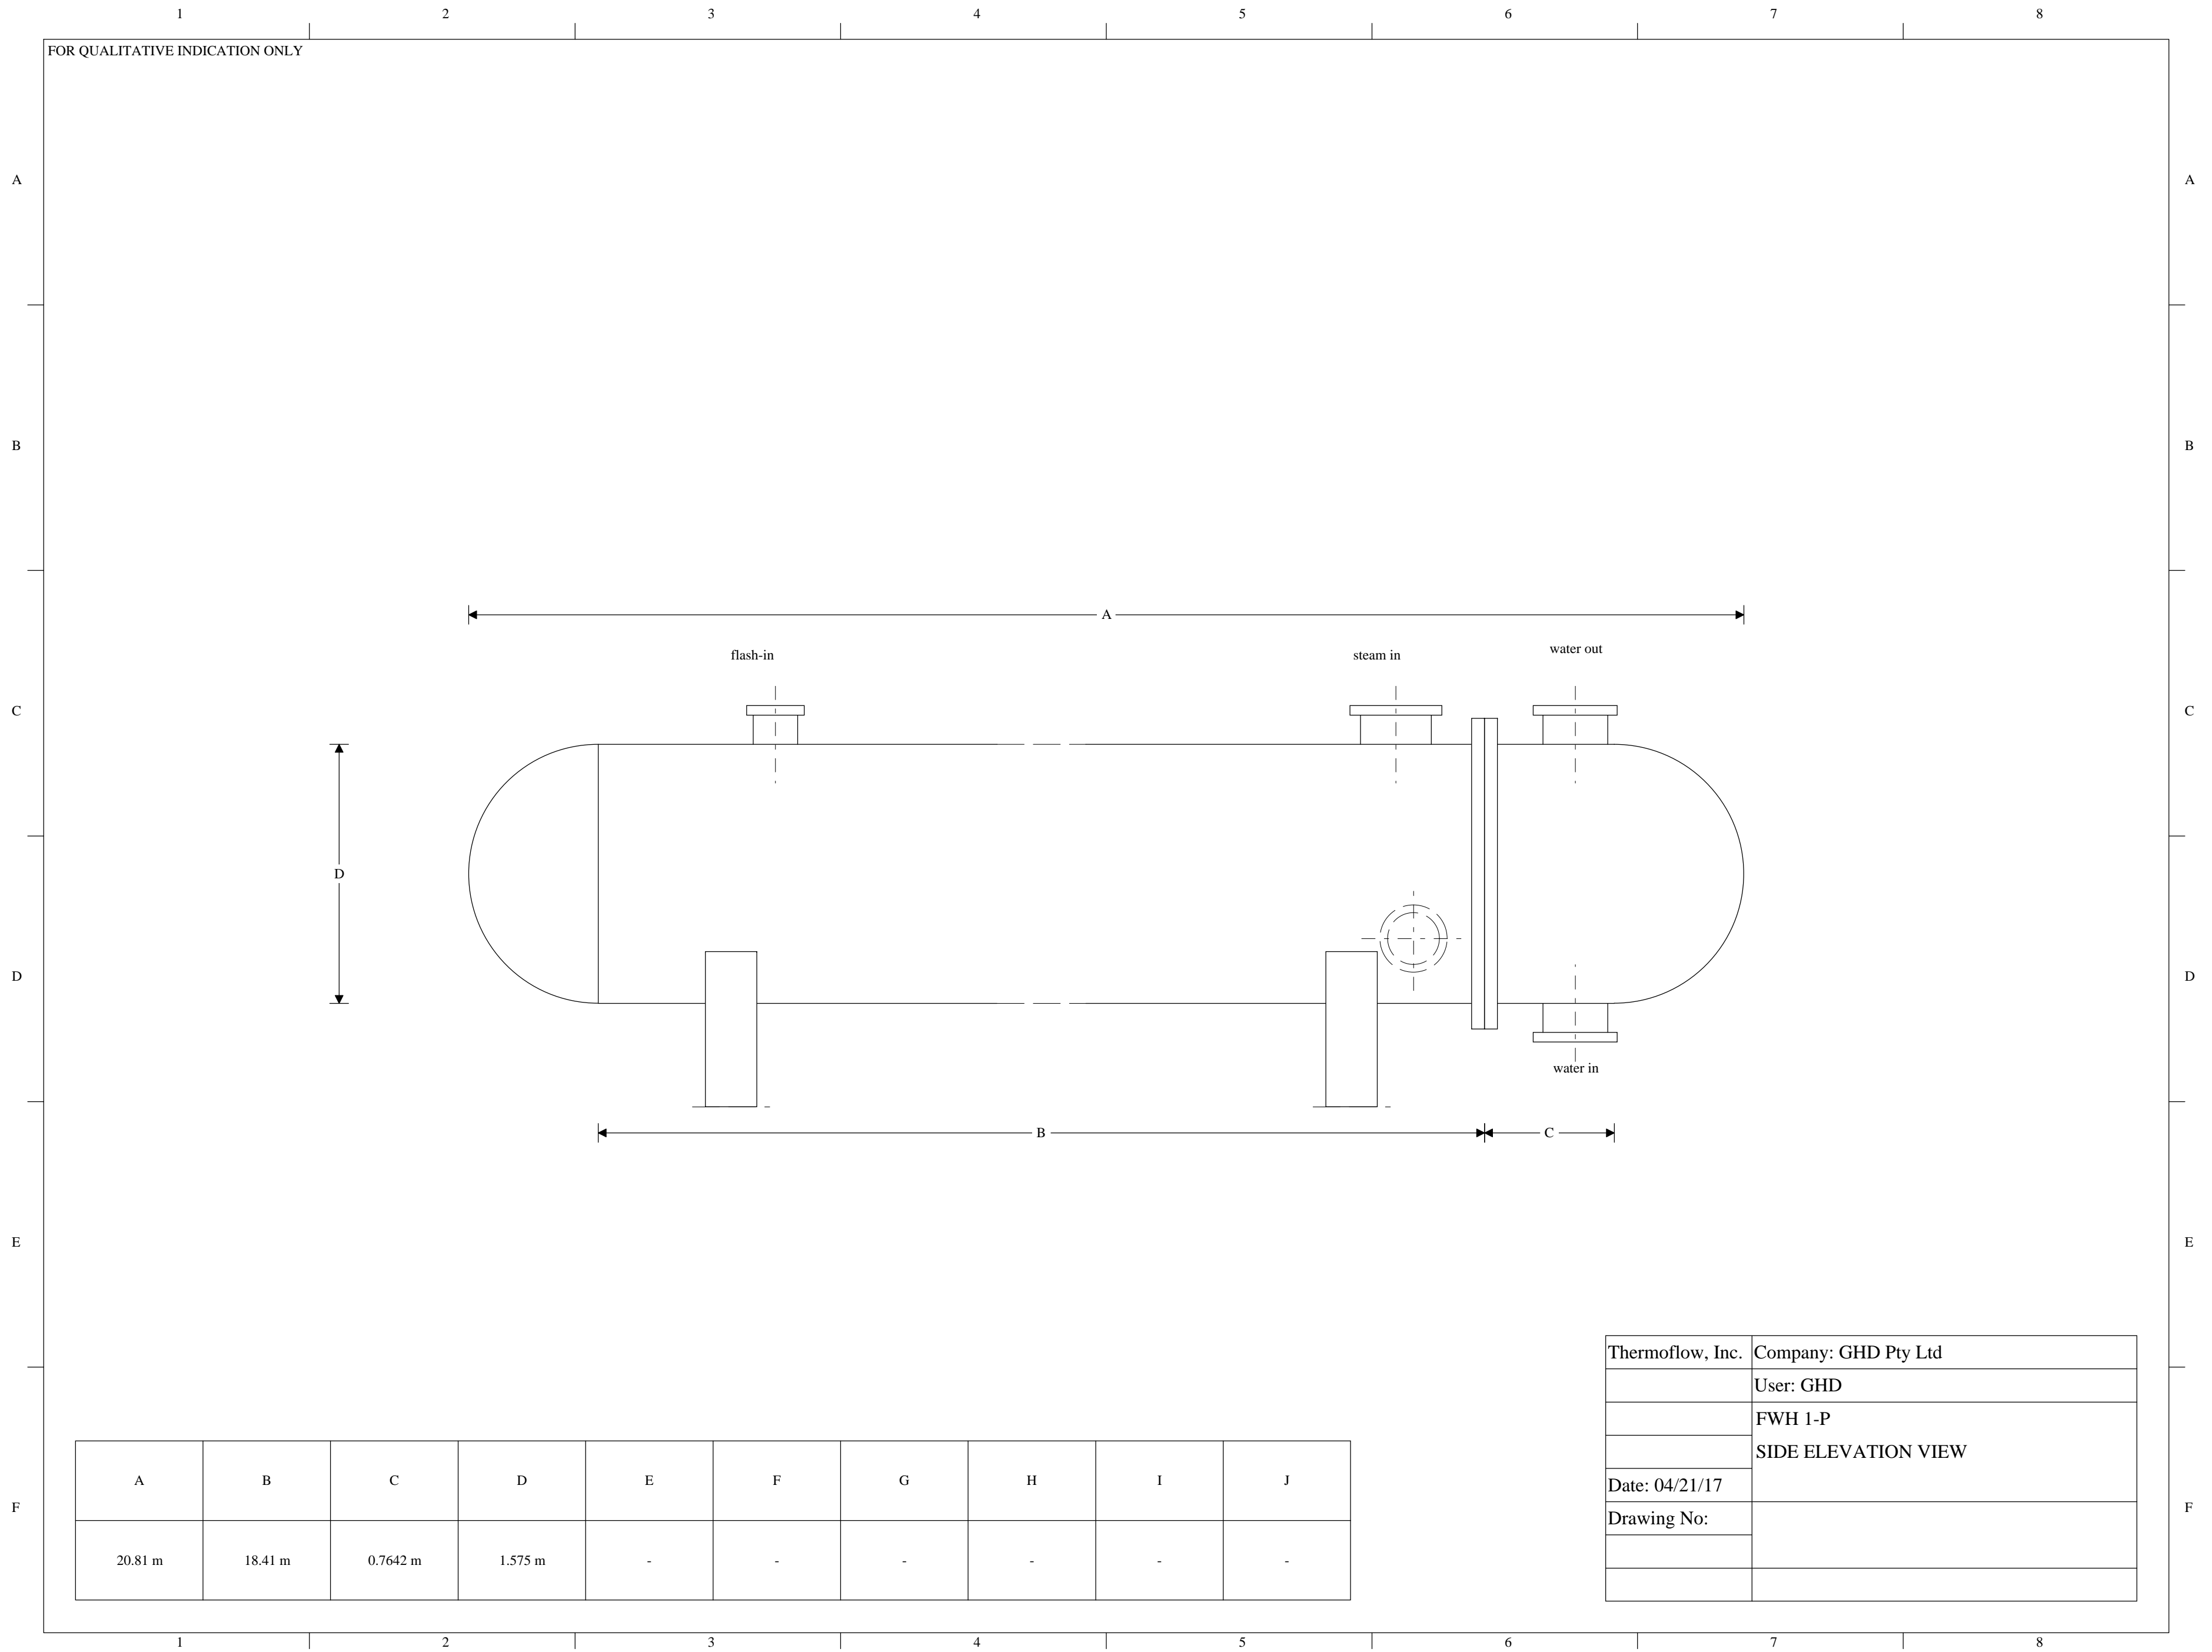 1 2 3 4 5 6 7 8
FOR QUALITATIVE INDICATION ONLY
A A
B B
A
flash-in steam in water out
C C
D
D D
water in
B C
E E
Thermoflow, Inc. Company: GHD Pty Ltd
User: GHD
FWH 1-P
SIDE ELEVATION VIEW
Date: 04/21/17
Drawing No:
A B C D E F G H I J
F F
20.81 m 18.41 m 0.7642 m 1.575 m - - - - - -
1 2 3 4 5 6 7 8